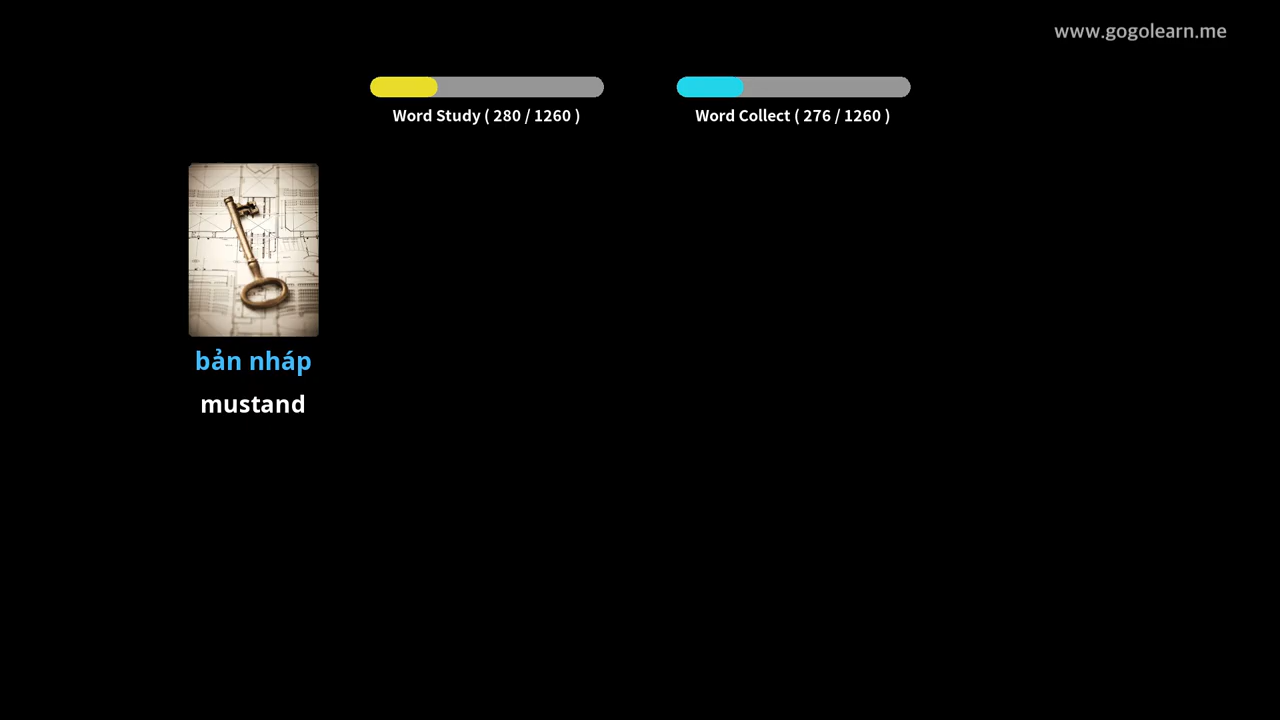 www.gogolearn.me
Word Study ( 280 / 1260 )
Word Collect ( 276 / 1260 )
bản nháp
mustand